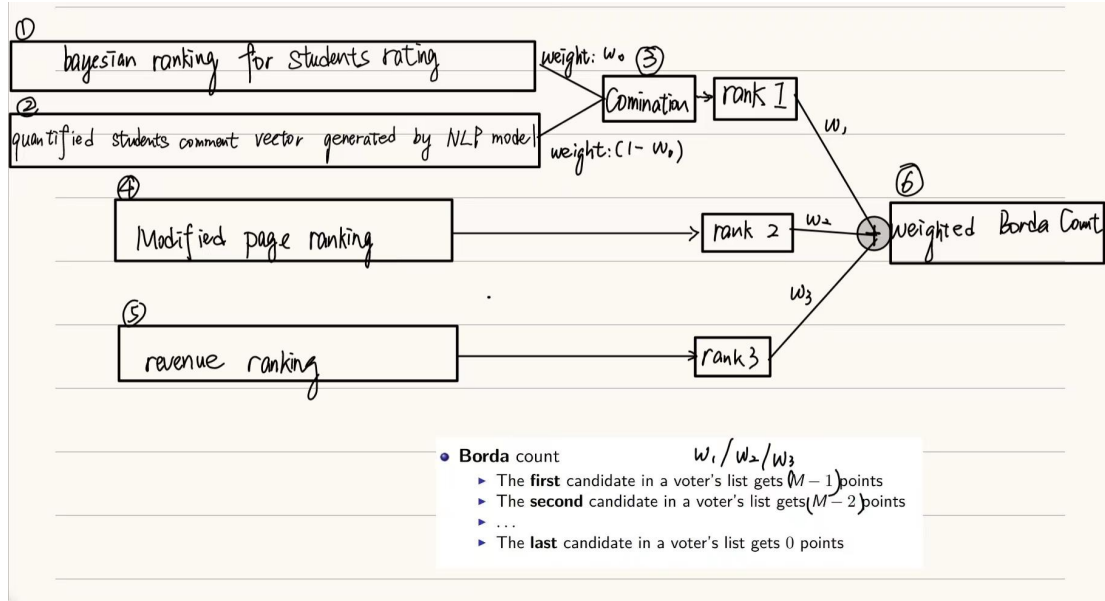 ①
bayesian ranking for students rating
weight: w₀
③
②
Comination
rank 1
quantified students comment vector generated by NLP model
weight: (1 - w₀)
w₁
④
⑥
Modified page ranking
rank 2
w₂
+
weighted Borda Count
w₃
⑤
revenue ranking
rank 3
• Borda count
w₁/w₂/w₃
▸ The first candidate in a voter's list gets (M − 1) points
▸ The second candidate in a voter's list gets (M − 2) points
▸ ...
▸ The last candidate in a voter's list gets 0 points